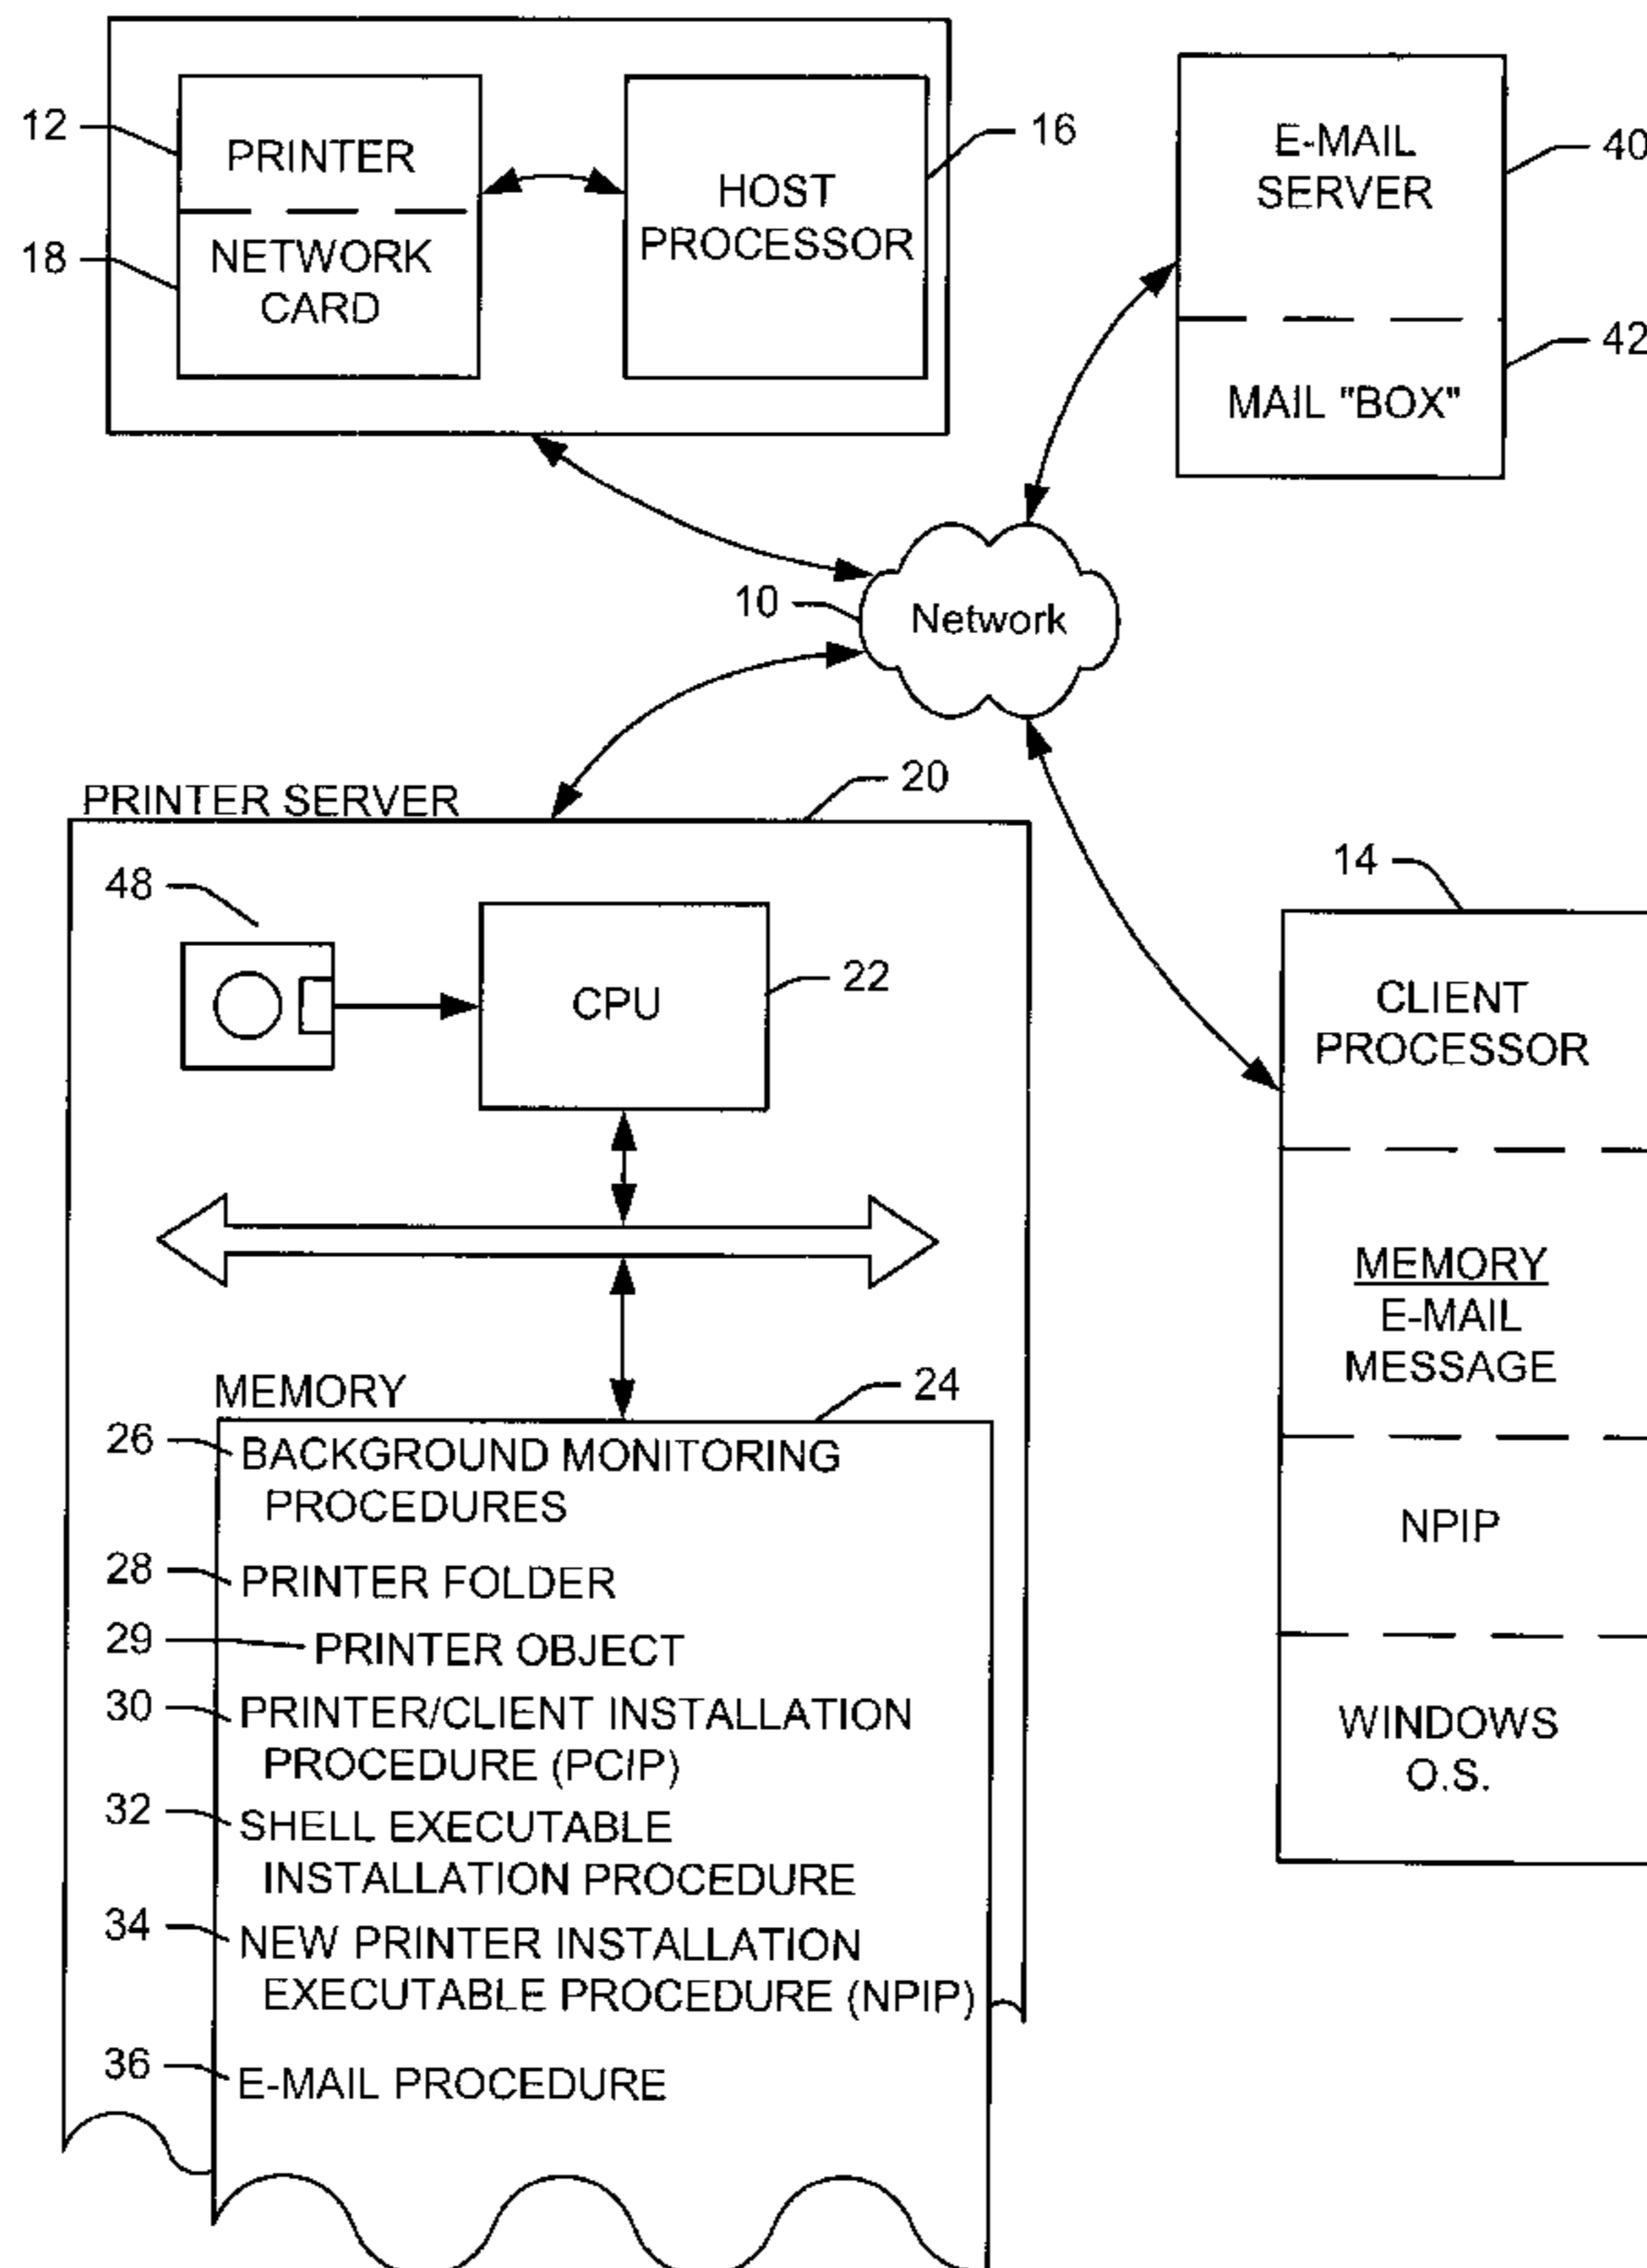 12
PRINTER
18
NETWORK
CARD
HOST
PROCESSOR
16
E-MAIL
SERVER
40
MAIL "BOX"
42
10
Network
PRINTER SERVER
20
48
CPU
22
14
CLIENT
PROCESSOR
MEMORY
E-MAIL
MESSAGE
NPIP
WINDOWS
O.S.
MEMORY
24
26
BACKGROUND MONITORING
PROCEDURES
28
PRINTER FOLDER
29
PRINTER OBJECT
30
PRINTER/CLIENT INSTALLATION
PROCEDURE (PCIP)
32
SHELL EXECUTABLE
INSTALLATION PROCEDURE
34
NEW PRINTER INSTALLATION
EXECUTABLE PROCEDURE (NPIP)
36
E-MAIL PROCEDURE